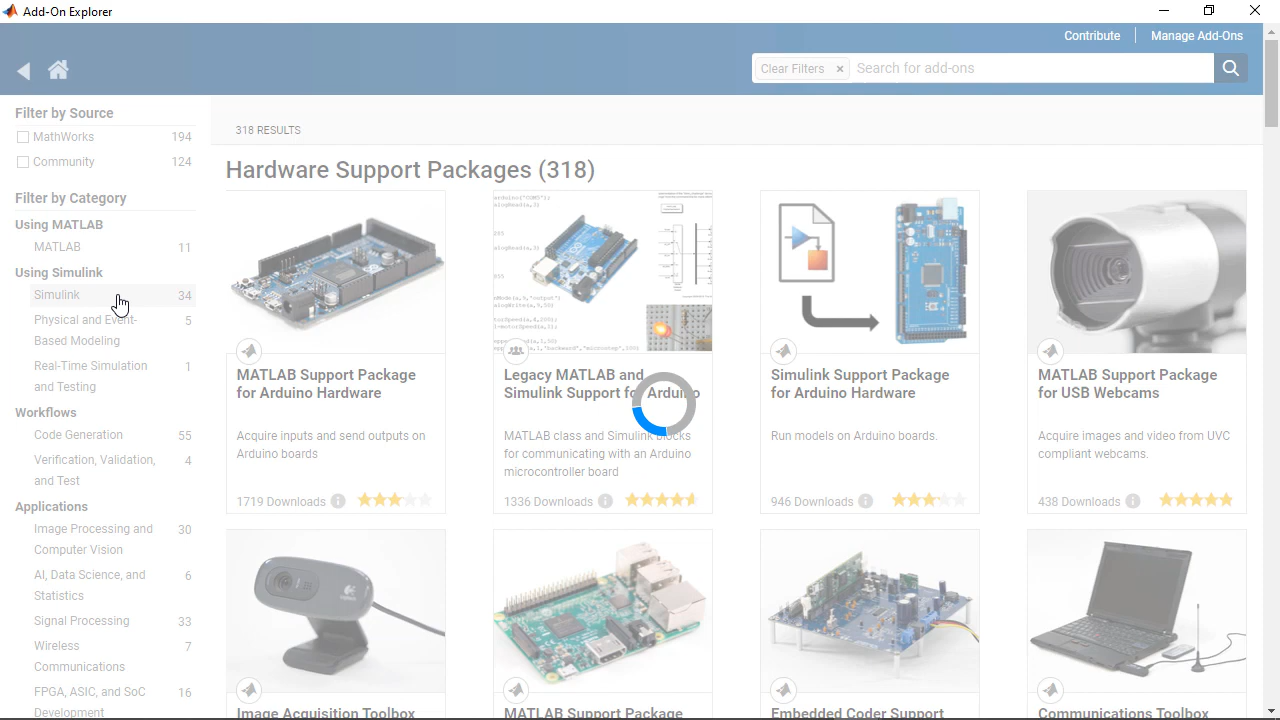 Add-On Explorer
Contribute
Manage Add-Ons
Clear Filters ×
Search for add-ons
Filter by Source
MathWorks 194
Community 124
Filter by Category
Using MATLAB
MATLAB 11
Using Simulink
Simulink 34
Physical and Event- 5
Based Modeling
Real-Time Simulation 1
and Testing
Workflows
Code Generation 55
Verification, Validation, 4
and Test
Applications
Image Processing and 30
Computer Vision
AI, Data Science, and 6
Statistics
Signal Processing 33
Wireless 7
Communications
FPGA, ASIC, and SoC 16
Development
318 RESULTS
Hardware Support Packages (318)
MATLAB Support Package
for Arduino Hardware
Acquire inputs and send outputs on
Arduino boards
1719 Downloads
Legacy MATLAB and
Simulink Support for Arduino
MATLAB class and Simulink blocks
for communicating with an Arduino
microcontroller board
1336 Downloads
Simulink Support Package
for Arduino Hardware
Run models on Arduino boards.
946 Downloads
MATLAB Support Package
for USB Webcams
Acquire images and video from UVC
compliant webcams.
438 Downloads
Image Acquisition Toolbox
MATLAB Support Package
Embedded Coder Support
Communications Toolbox